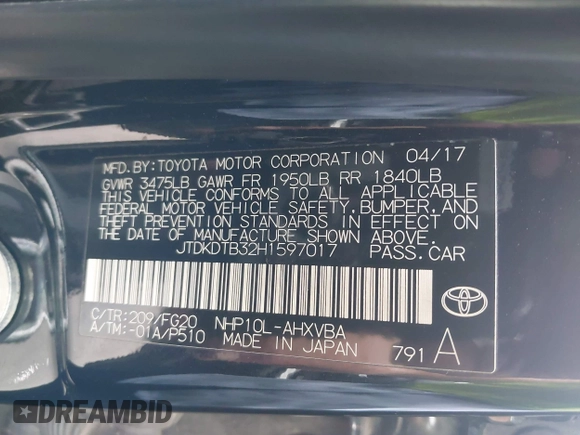 MFD.BY:TOYOTA MOTOR CORPORATION 04/17
GVWR 3475LB GAWR FR 1950LB RR 1840LB
THIS VEHICLE CONFORMS TO ALL APPLICABLE
FEDERAL MOTOR VEHICLE SAFETY, BUMPER, AND
THEFT PREVENTION STANDARDS IN EFFECT ON
THE DATE OF MANUFACTURE SHOWN ABOVE.
JTDKDTB32H1597017 PASS.CAR
C/TR:209/FG20 NHP10L-AHXVBA
A/TM:-01A/P510 MADE IN JAPAN 791 A
TOYOTA
DREAMBID